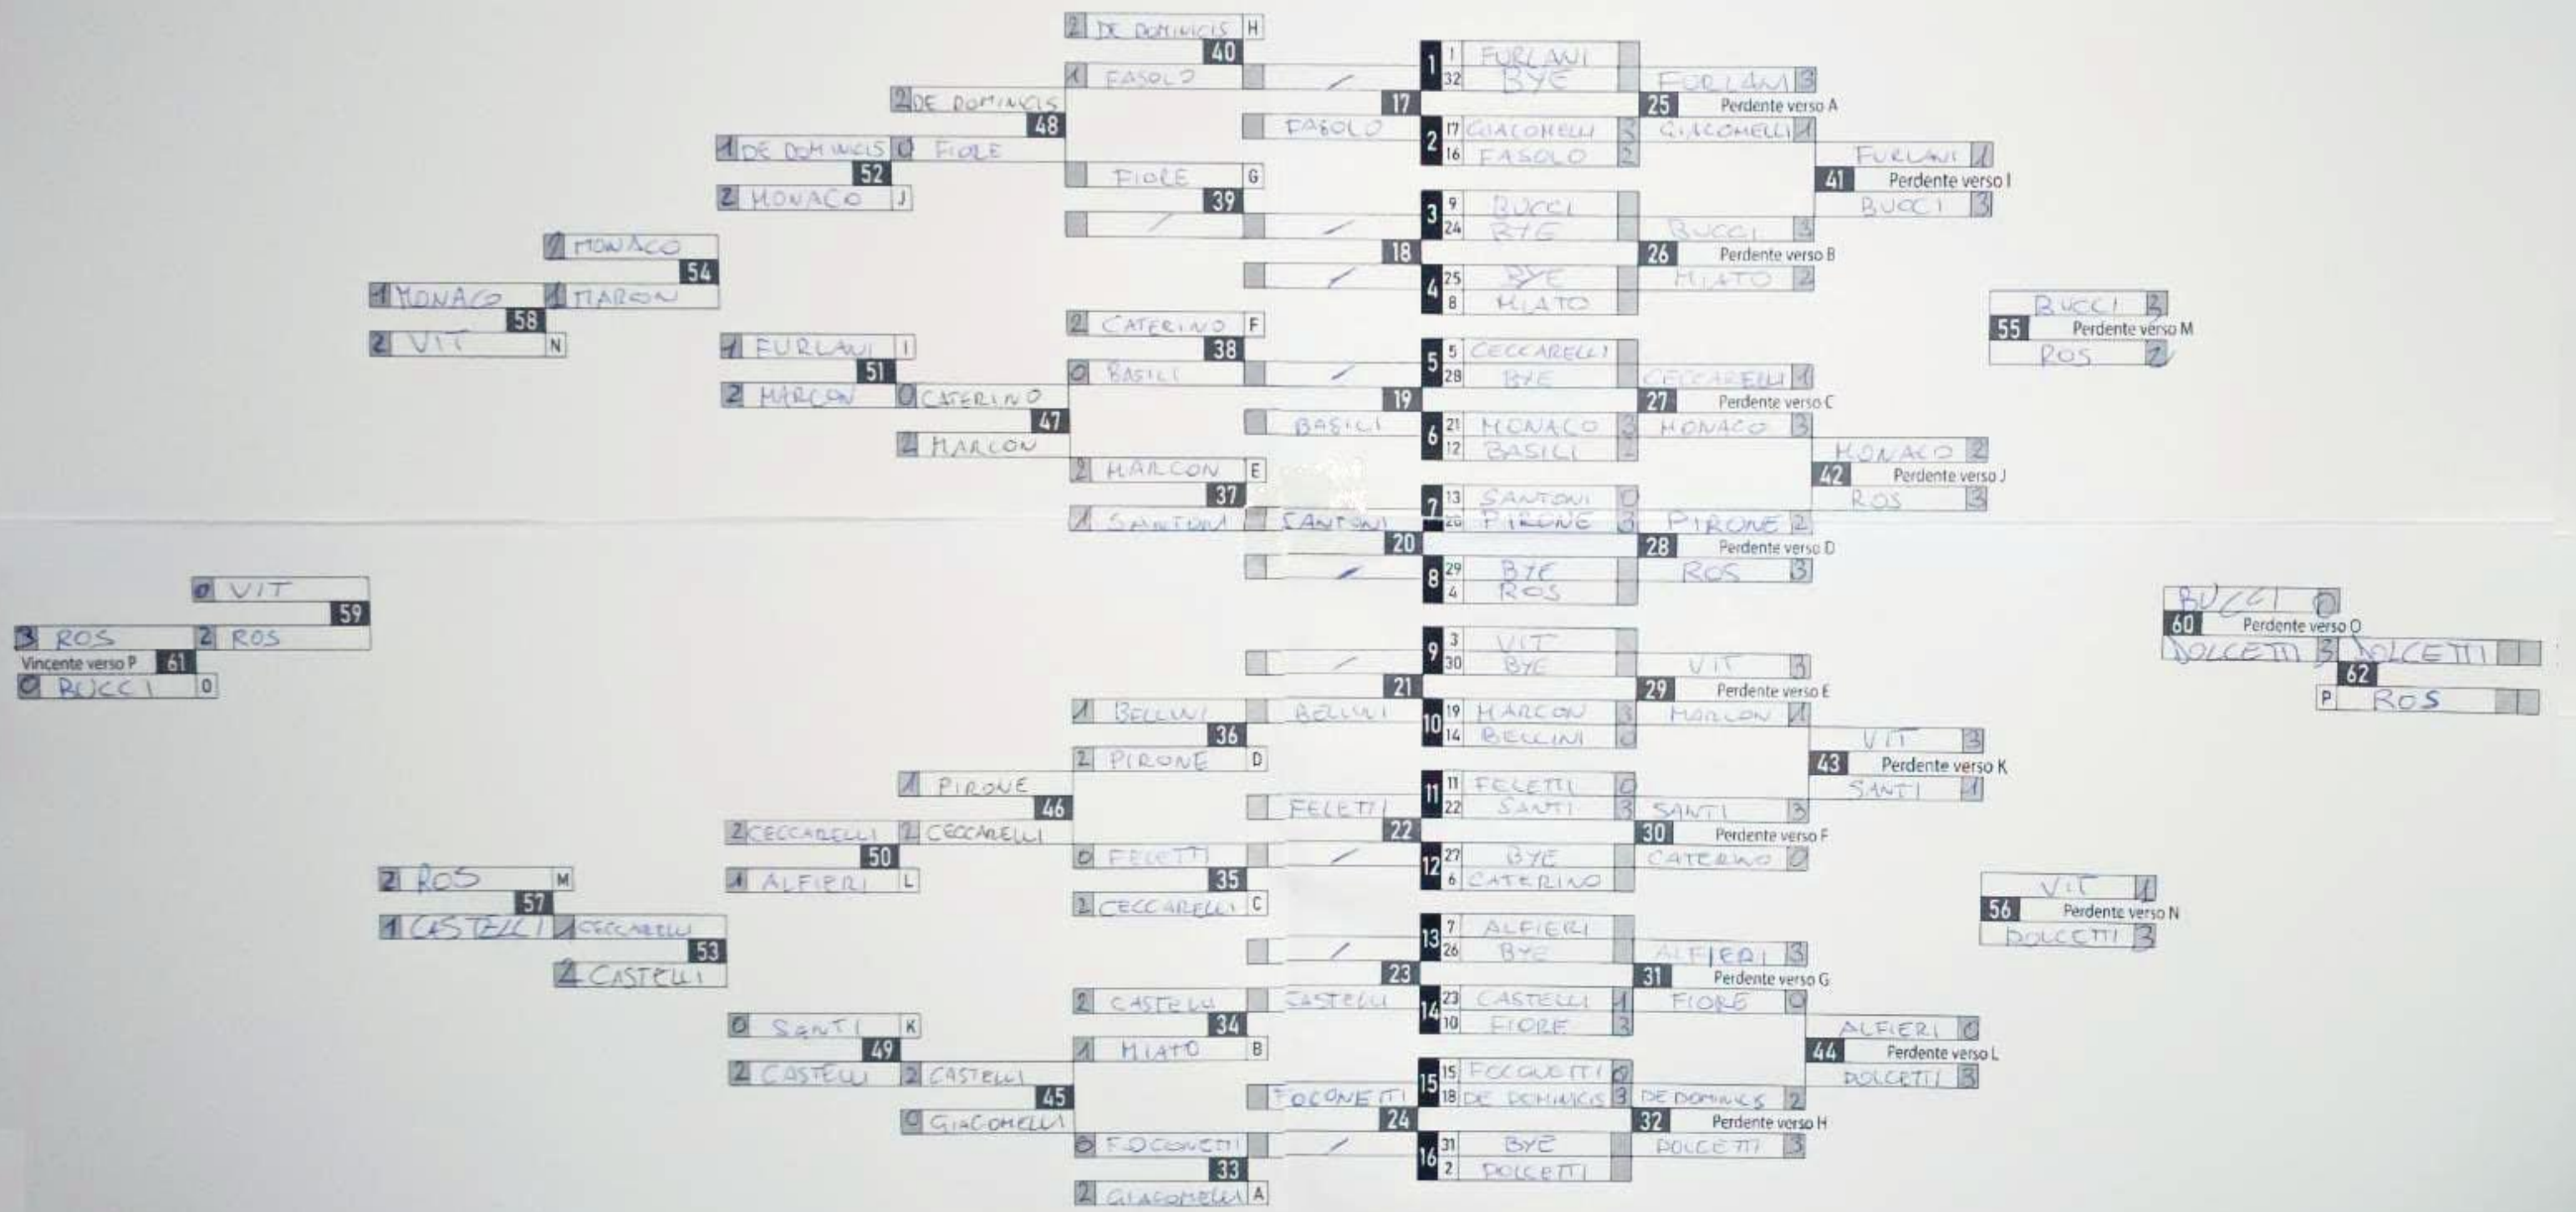 2 DE DOMINICIS H
40
1 FASOLO
2 DE DOMINICIS
48
1 DE DOMINICIS 0 FIORE
52
2 MONACO J
FIORE G
39
2 MONACO
54
1 MONACO 1 MARCON
58
2 VIT N
2 CATERINO F
38
0 BASILI
1 FURLANI I
51
2 MARCON 0 CATERINO
47
2 MARCON
2 MARCON E
37
1 SANTONI
0 VIT
59
3 ROS 2 ROS
Vincente verso P 61
0 BUCCI O
1 BELLINI
36
2 PIRONE D
1 PIRONE
46
2 CECCARELLI 2 CECCARELLI
50
1 ALFIERI L
0 FELETTI
35
2 CECCARELLI C
2 ROS M
57
1 CASTELLI 1 CECCARELLI
53
2 CASTELLI
2 CASTELLI
34
1 MIATO B
0 SANTI K
49
2 CASTELLI 2 CASTELLI
45
0 GIACOMELLI
0 FOCONETTI
33
2 GIACOMELLI A
17
FASOLO
18
19
BASILI
SANTONI
20
21
BELLINI
FELETTI
22
23
CASTELLI
FOCONETTI
24
1 1 FURLANI
32 BYE
2 17 GIACOMELLI 3
16 FASOLO 2
3 9 BUCCI
24 BYE
4 25 BYE
8 MIATO
5 5 CECCARELLI
28 BYE
6 21 MONACO 3
12 BASILI 2
7 13 SANTONI 0
20 PIRONE 3
8 29 BYE
4 ROS
9 3 VIT
30 BYE
10 19 MARCON 3
14 BELLINI 0
11 11 FELETTI 0
22 SANTI 3
12 27 BYE
6 CATERINO
13 7 ALFIERI
26 BYE
14 23 CASTELLI 1
10 FIORE 3
15 15 FOCONETTI 0
18 DE DOMINICIS 3
16 31 BYE
2 DOLCETTI
FURLANI 3
25 Perdente verso A
GIACOMELLI 1
BUCCI 3
26 Perdente verso B
MIATO 2
CECCARELLI 1
27 Perdente verso C
MONACO 3
PIRONE 2
28 Perdente verso D
ROS 3
VIT 3
29 Perdente verso E
MARCON 1
SANTI 3
30 Perdente verso F
CATERINO 0
ALFIERI 3
31 Perdente verso G
FIORE 0
DE DOMINICS 2
32 Perdente verso H
DOLCETTI 3
FURLANI 1
41 Perdente verso I
BUCCI 3
MONACO 2
42 Perdente verso J
ROS 3
VIT 3
43 Perdente verso K
SANTI 1
ALFIERI 0
44 Perdente verso L
DOLCETTI 3
BUCCI 3
55 Perdente verso M
ROS 2
VIT 1
56 Perdente verso N
DOLCETTI 3
BUCCI 0
60 Perdente verso O
DOLCETTI 3 DOLCETTI
62
P ROS